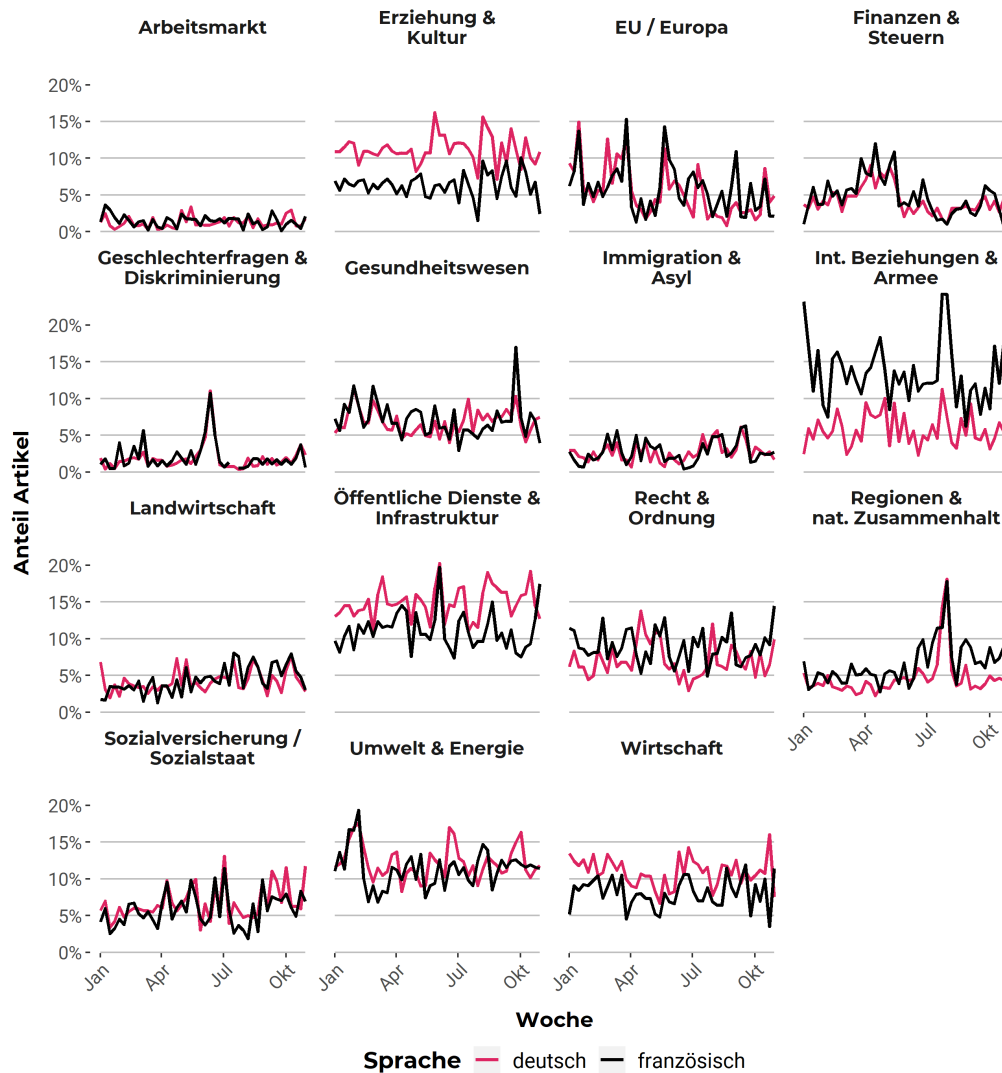 Arbeitsmarkt
Erziehung &
Kultur
EU / Europa
Finanzen &
Steuern
20%
15%
10%
5%
0%
Geschlechterfragen &
Diskriminierung
Gesundheitswesen
Immigration &
Asyl
Int. Beziehungen &
Armee
20%
15%
10%
5%
0%
Anteil Artikel
Landwirtschaft
Öffentliche Dienste &
Infrastruktur
Recht &
Ordnung
Regionen &
nat. Zusammenhalt
20%
15%
10%
5%
0%
Jan Apr Jul Okt
Sozialversicherung /
Sozialstaat
Umwelt & Energie
Wirtschaft
20%
15%
10%
5%
0%
Jan Apr Jul Okt
Jan Apr Jul Okt
Jan Apr Jul Okt
Woche
Sprache deutsch französisch